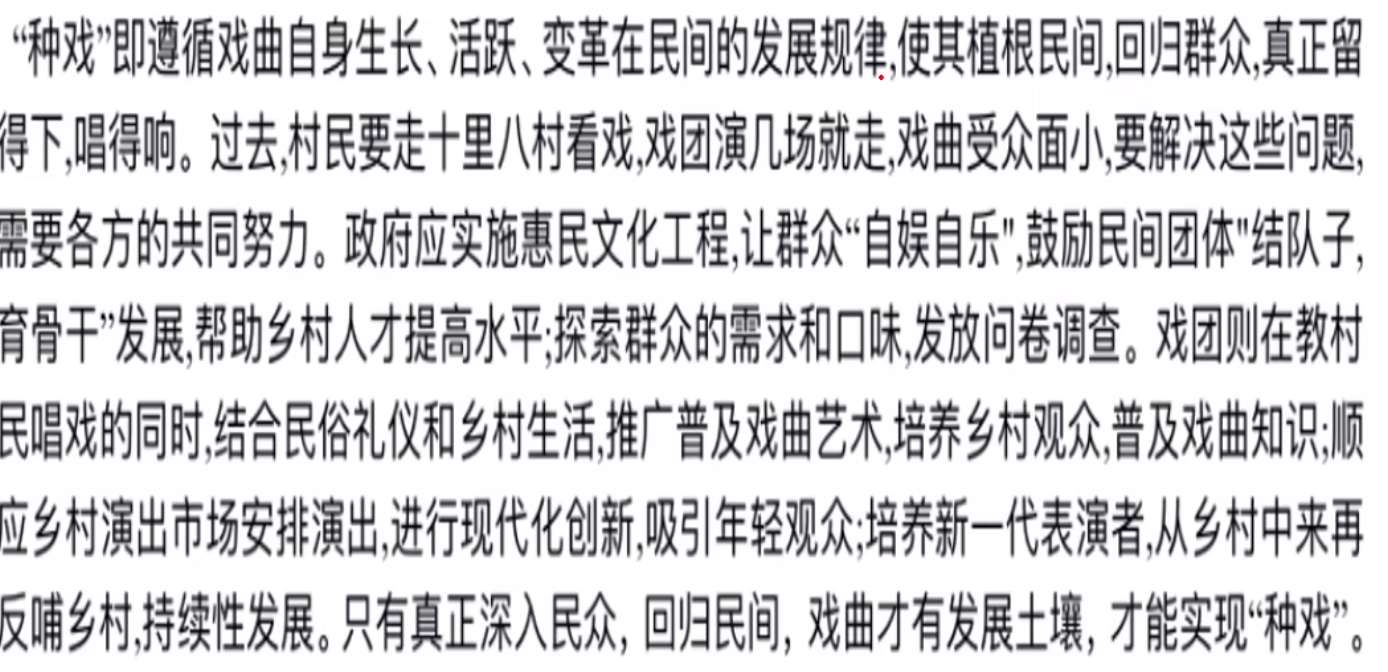 “种戏”即遵循戏曲自身生长、活跃、变革在民间的发展规律,使其植根民间,回归群众,真正留
得下,唱得响。过去,村民要走十里八村看戏,戏团演几场就走,戏曲受众面小,要解决这些问题,
需要各方的共同努力。政府应实施惠民文化工程,让群众“自娱自乐",鼓励民间团体"结队子,
育骨干”发展,帮助乡村人才提高水平;探索群众的需求和口味,发放问卷调查。戏团则在教村
民唱戏的同时,结合民俗礼仪和乡村生活,推广普及戏曲艺术,培养乡村观众,普及戏曲知识;顺
应乡村演出市场安排演出,进行现代化创新,吸引年轻观众;培养新一代表演者,从乡村中来再
反哺乡村,持续性发展。只有真正深入民众, 回归民间, 戏曲才有发展土壤, 才能实现“种戏”。